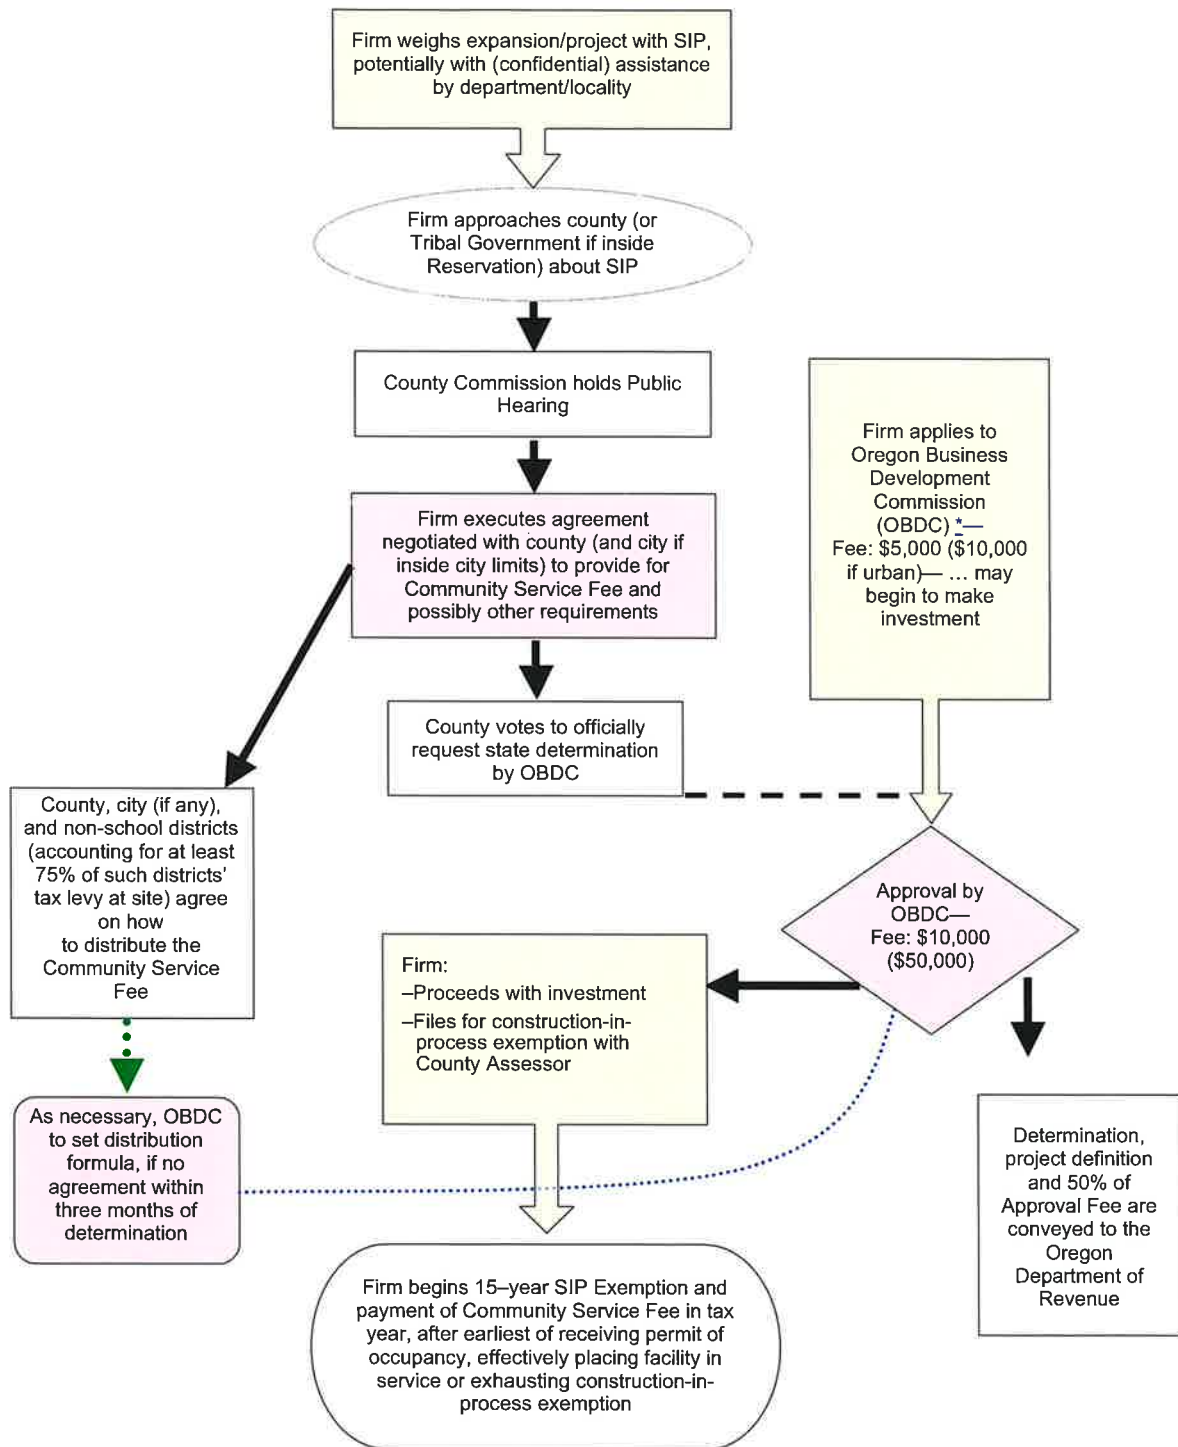 Firm weighs expansion/project with SIP,
potentially with (confidential) assistance
by department/locality
Firm approaches county (or
Tribal Government if inside
Reservation) about SIP
County Commission holds Public
Hearing
Firm executes agreement
negotiated with county (and city if
inside city limits) to provide for
Community Service Fee and
possibly other requirements
County votes to officially
request state determination
by OBDC
Firm applies to
Oregon Business
Development
Commission
(OBDC) *—
Fee: $5,000 ($10,000
if urban)— … may
begin to make
investment
County, city (if any),
and non-school districts
(accounting for at least
75% of such districts’
tax levy at site) agree
on how
to distribute the
Community Service
Fee
Approval by
OBDC—
Fee: $10,000
($50,000)
Firm:
–Proceeds with investment
–Files for construction-in-
process exemption with
County Assessor
As necessary, OBDC
to set distribution
formula, if no
agreement within
three months of
determination
Determination,
project definition
and 50% of
Approval Fee are
conveyed to the
Oregon
Department of
Revenue
Firm begins 15–year SIP Exemption and
payment of Community Service Fee in tax
year, after earliest of receiving permit of
occupancy, effectively placing facility in
service or exhausting construction-in-
process exemption